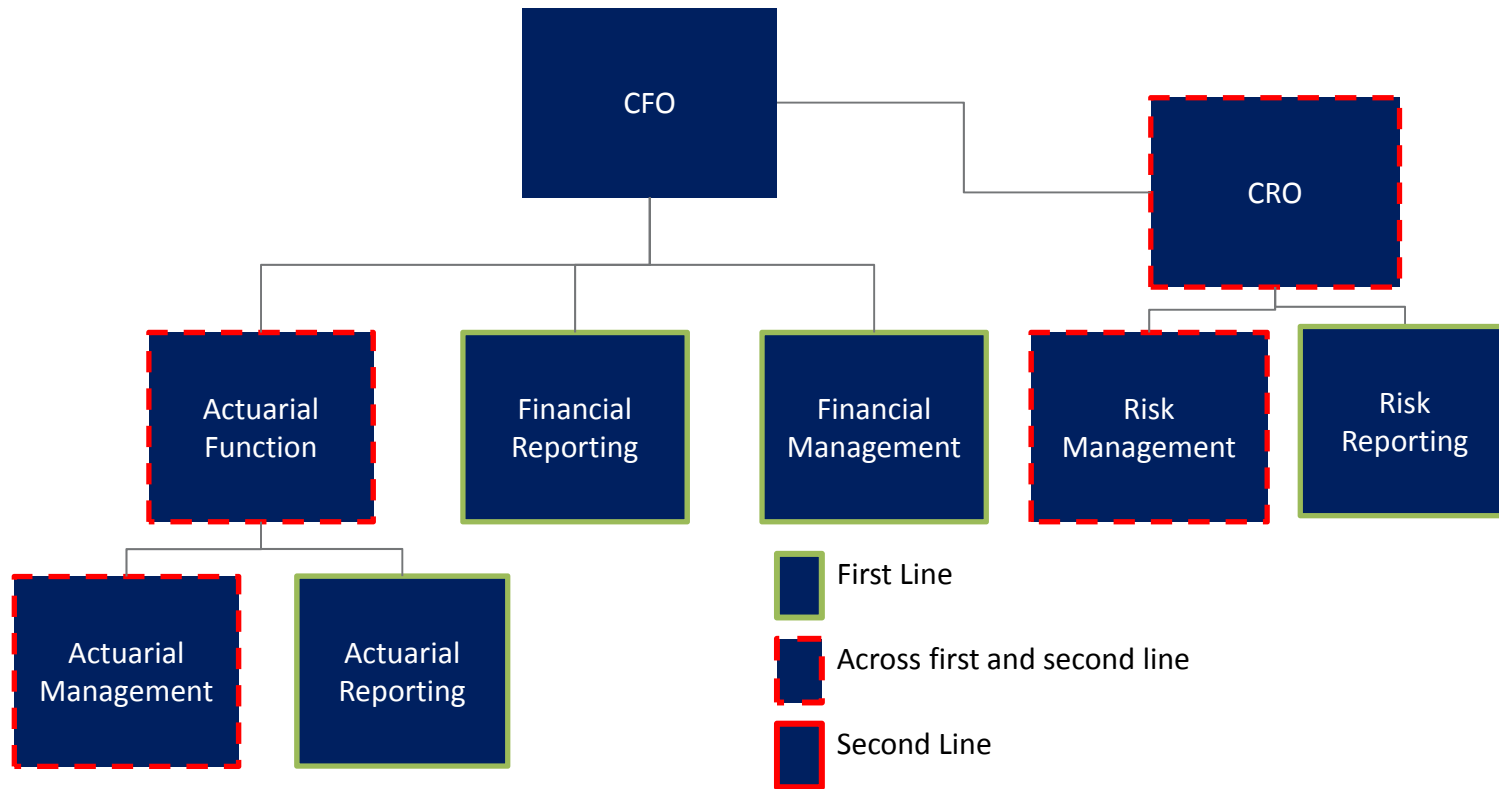 CFO
CRO
Actuarial
Function
Financial
Reporting
Financial
Management
Risk
Management
Risk
Reporting
Actuarial
Management
Actuarial
Reporting
First Line
Across first and second line
Second Line